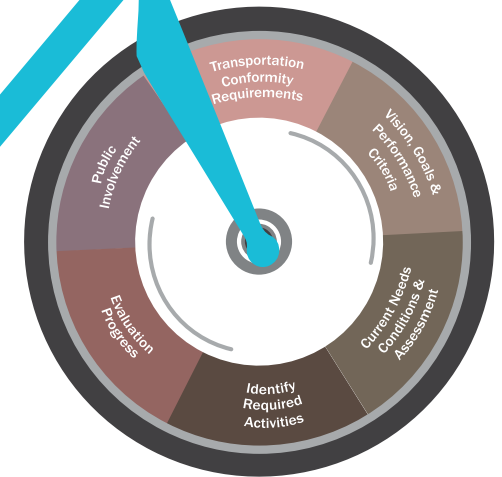 Transportation
Conformity
Requirements
Vision, Goals &
Performance
Criteria
Current Needs
Conditions &
Assessment
Identify
Required
Activities
Evaluation
Progress
Public
Involvement